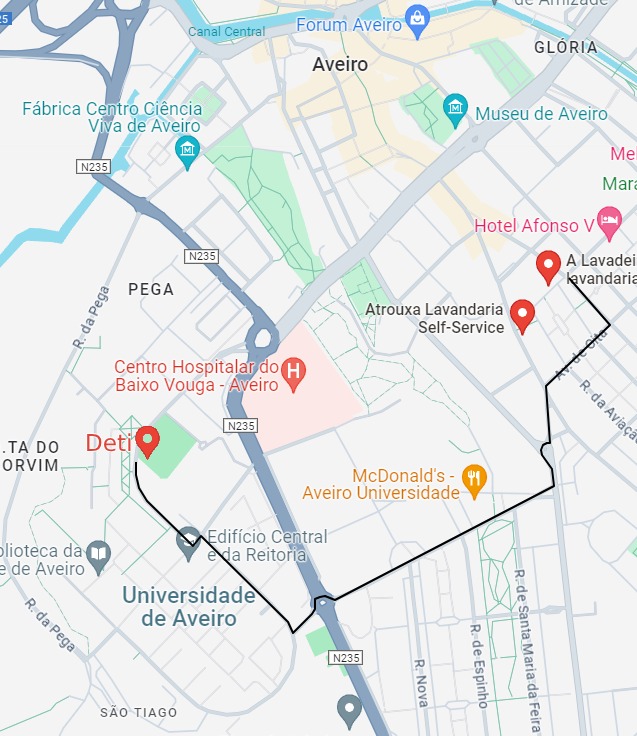 de Amizade
25
Canal Central
Forum Aveiro
GLÓRIA
Aveiro
Fábrica Centro Ciência
Viva de Aveiro
Museu de Aveiro
N235
Mel
Mara
Hotel Afonso V
A Lavadei
lavandaria
N235
PEGA
R. da Pega
Atrouxa Lavandaria
Self-Service
Av. de Cita
Centro Hospitalar do
Baixo Vouga - Aveiro
H
R. da Aviaçã
N235
Deti
.TA DO
ORVIM
McDonald's -
Aveiro Universidade
Edifício Central
e da Reitoria
blioteca da
e de Aveiro
Universidade
de Aveiro
R. da Pega
R. de Santa Maria da Feira
R. de Espinho
R. Nova
N235
SÃO TIAGO